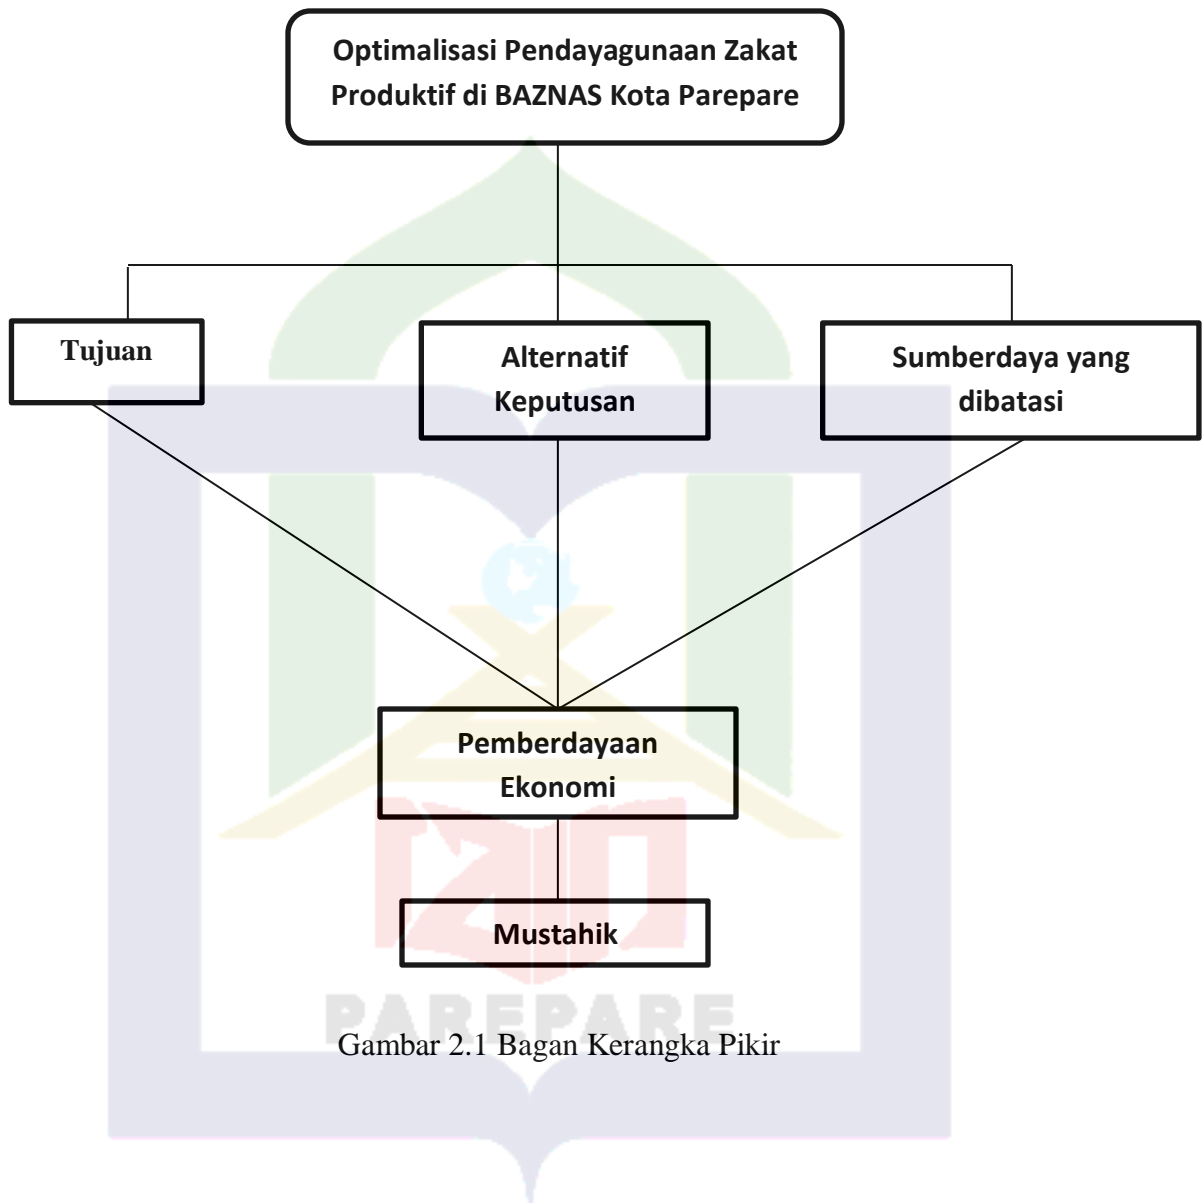 Optimalisasi Pendayagunaan Zakat
Produktif di BAZNAS Kota Parepare
Tujuan
Alternatif
Keputusan
Sumberdaya yang
dibatasi
Pemberdayaan
Ekonomi
Mustahik
PAREPARE
Gambar 2.1 Bagan Kerangka Pikir